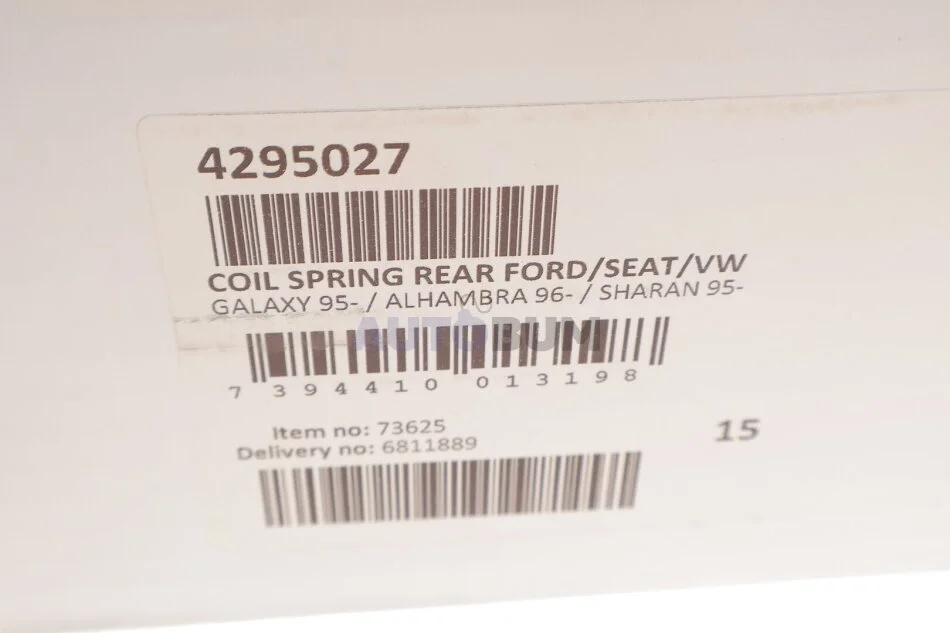 4295027
COIL SPRING REAR FORD/SEAT/VW
GALAXY 95- / ALHAMBRA 96- / SHARAN 95-
AUTOBUM
7 394410 013198
Item no: 73625
Delivery no: 6811889
15